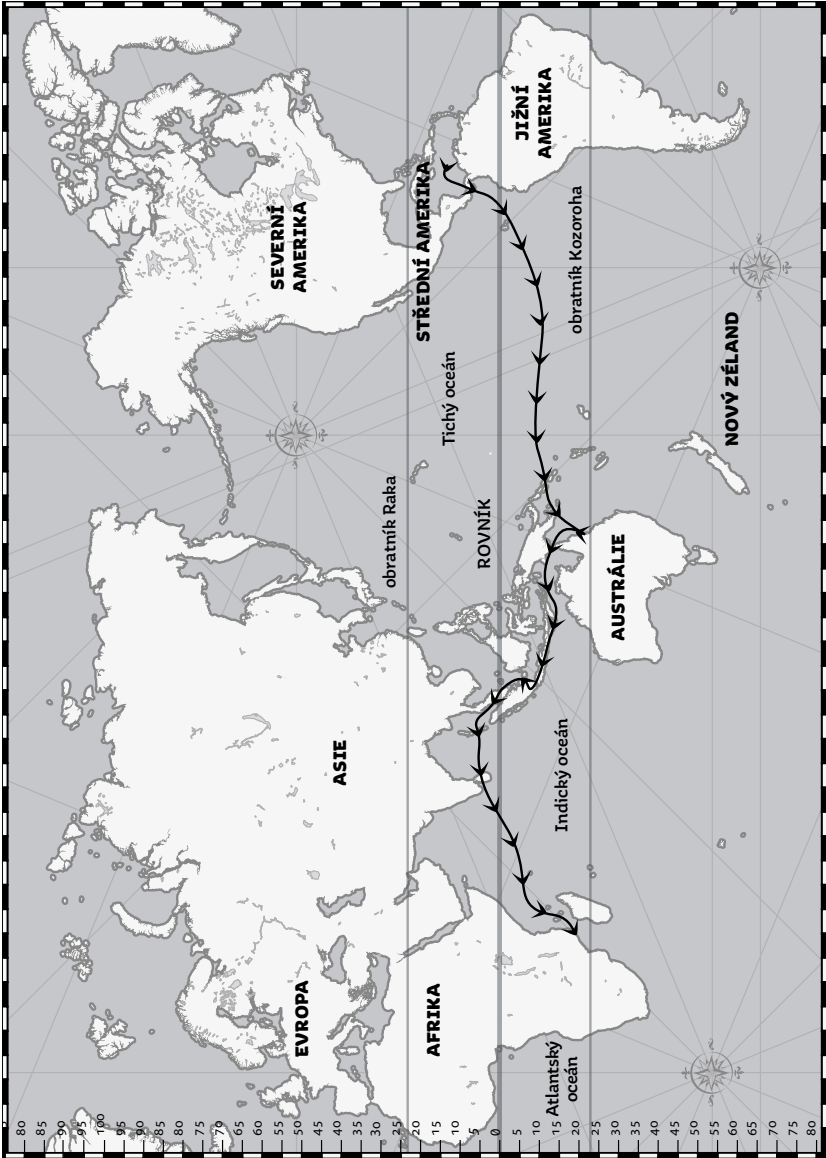 80
85
90
95
100
95
90
85
80
75
70
65
60
55
50
45
40
35
30
25
20
15
10
5
0
5
10
15
20
25
30
35
40
45
50
55
60
65
70
75
80
EVROPA
ASIE
SEVERNÍ
AMERIKA
obratník Raka
AFRIKA
Tichý oceán
STŘEDNÍ AMERIKA
ROVNÍK
JIŽNÍ
AMERIKA
Atlantský
oceán
Indický oceán
obratník Kozoroha
AUSTRÁLIE
NOVÝ ZÉLAND